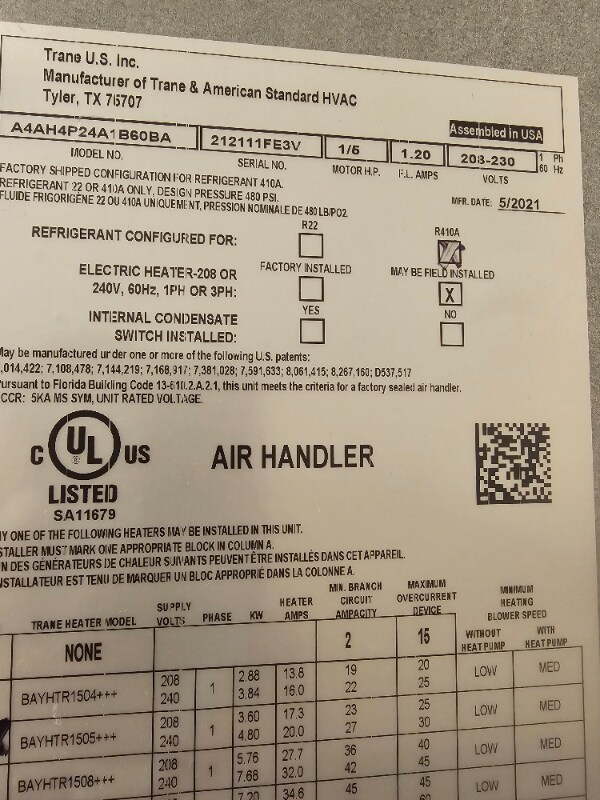 Trane U.S. Inc.
Manufacturer of Trane & American Standard HVAC
Tyler, TX 75707
Assembled in USA
A4AH4P24A1B60BA 212111FE3V 1/5 1.20 208-230 1 Ph
60 Hz
MODEL NO. SERIAL NO. MOTOR H.P. F.L. AMPS VOLTS
FACTORY SHIPPED CONFIGURATION FOR REFRIGERANT 410A.
REFRIGERANT 22 OR 410A ONLY, DESIGN PRESSURE 480 PSI.
FLUIDE FRIGORIGÈNE 22 OU 410A UNIQUEMENT, PRESSION NOMINALE DE 480 LB/PO2.
MFR. DATE: 5/2021
R22 R410A
REFRIGERANT CONFIGURED FOR:
FACTORY INSTALLED MAY BE FIELD INSTALLED
ELECTRIC HEATER-208 OR
240V, 60Hz, 1PH OR 3PH: X
YES NO
INTERNAL CONDENSATE
SWITCH INSTALLED:
May be manufactured under one or more of the following U.S. patents:
,014,422; 7,108,478; 7,144,219; 7,168,917; 7,381,028; 7,591,633; 8,061,415; 8,267,160; D537,517
Pursuant to Florida Building Code 13-610.2.A.2.1, this unit meets the criteria for a factory sealed air handler.
CCR: 5KA MS SYM, UNIT RATED VOLTAGE.
C UL US
LISTED
SA11679
AIR HANDLER
NY ONE OF THE FOLLOWING HEATERS MAY BE INSTALLED IN THIS UNIT.
STALLER MUST MARK ONE APPROPRIATE BLOCK IN COLUMN A.
N DES GÉNÉRATEURS DE CHALEUR SUIVANTS PEUVENT ÊTRE INSTALLÉS DANS CET APPAREIL.
NSTALLATEUR EST TENU DE MARQUER UN BLOC APPROPRIÉ DANS LA COLONNE A.
TRANE HEATER MODEL SUPPLY VOLTS PHASE KW HEATER AMPS MIN. BRANCH CIRCUIT AMPACITY MAXIMUM OVERCURRENT DEVICE MINIMUM HEATING BLOWER SPEED
WITHOUT HEAT PUMP WITH HEAT PUMP
NONE 2 15
BAYHTR1504+++ 208 1 2.88 13.8 19 20 LOW MED
240 3.84 16.0 22 25
BAYHTR1505+++ 208 1 3.60 17.3 23 25 LOW MED
240 4.80 20.0 27 30
BAYHTR1508+++ 208 1 5.76 27.7 36 40 LOW MED
240 7.68 32.0 42 45
7.20 34.6 45 45 LOW MED
60